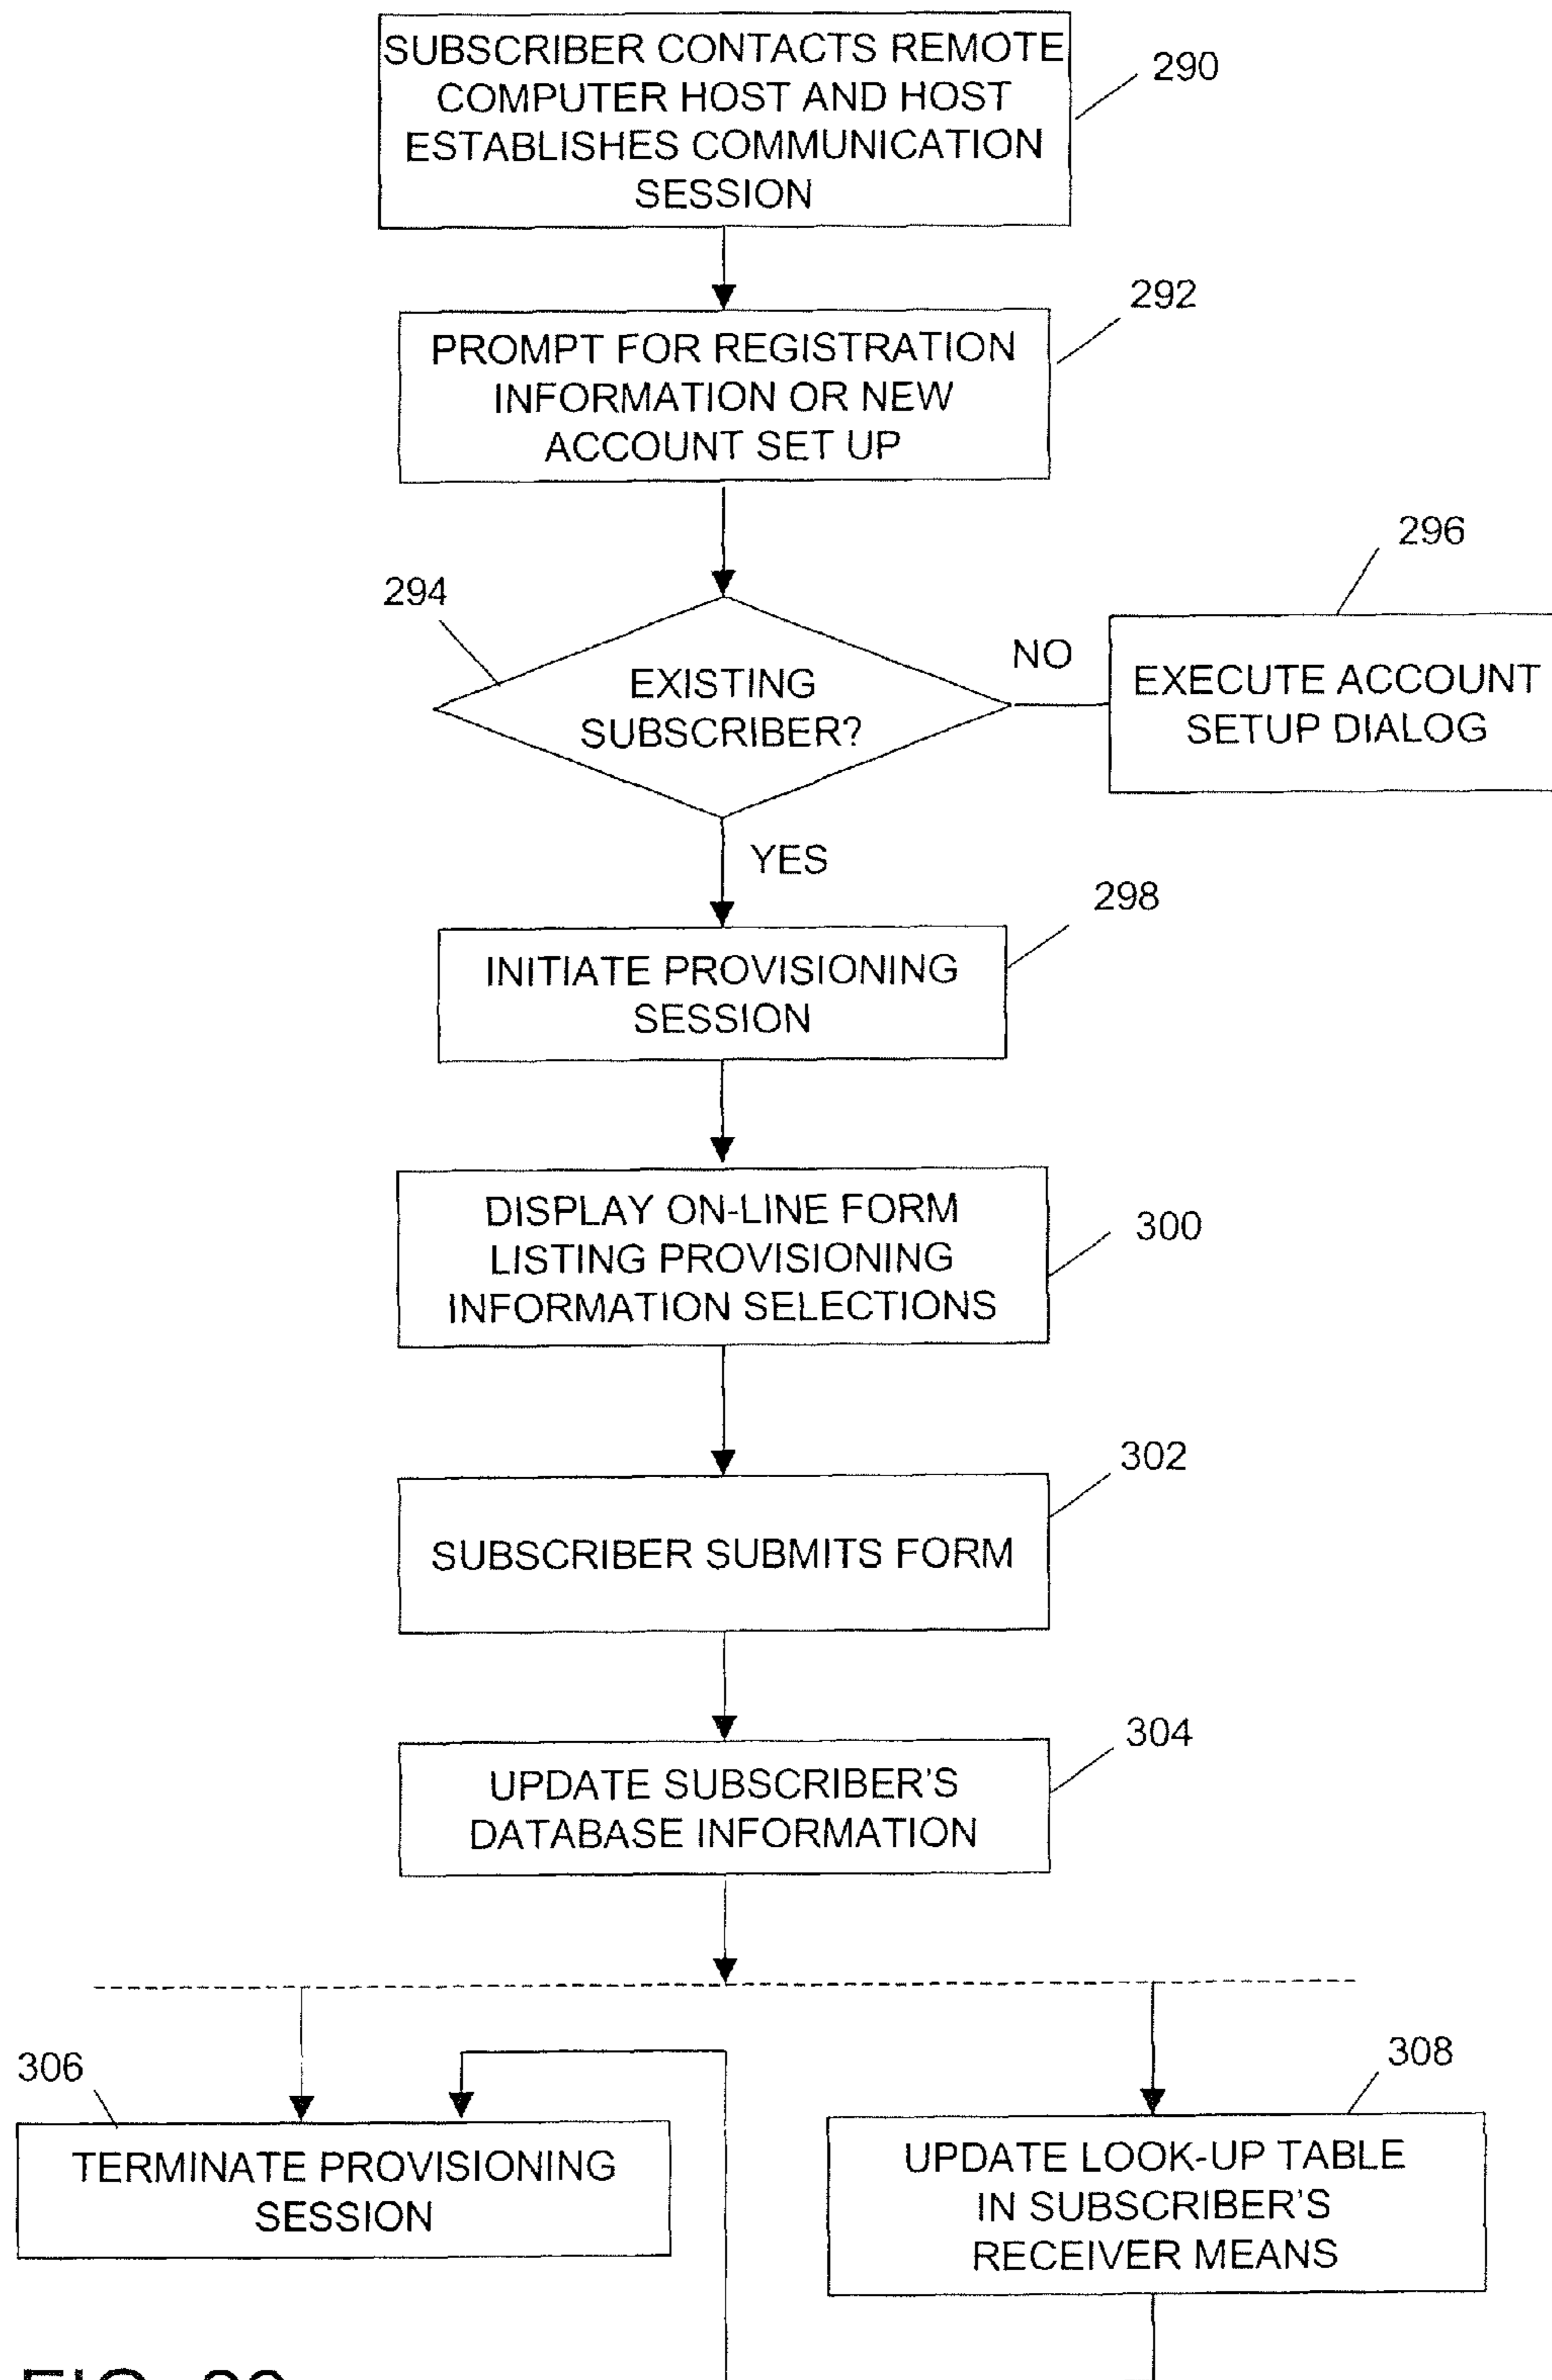 SUBSCRIBER CONTACTS REMOTE
COMPUTER HOST AND HOST
ESTABLISHES COMMUNICATION
SESSION
290
292
PROMPT FOR REGISTRATION
INFORMATION OR NEW
ACCOUNT SET UP
296
294
NO
EXISTING
SUBSCRIBER?
EXECUTE ACCOUNT
SETUP DIALOG
YES
298
INITIATE PROVISIONING
SESSION
DISPLAY ON-LINE FORM
LISTING PROVISIONING
INFORMATION SELECTIONS
300
302
SUBSCRIBER SUBMITS FORM
304
UPDATE SUBSCRIBER'S
DATABASE INFORMATION
306
308
TERMINATE PROVISIONING
SESSION
UPDATE LOOK-UP TABLE
IN SUBSCRIBER'S
RECEIVER MEANS